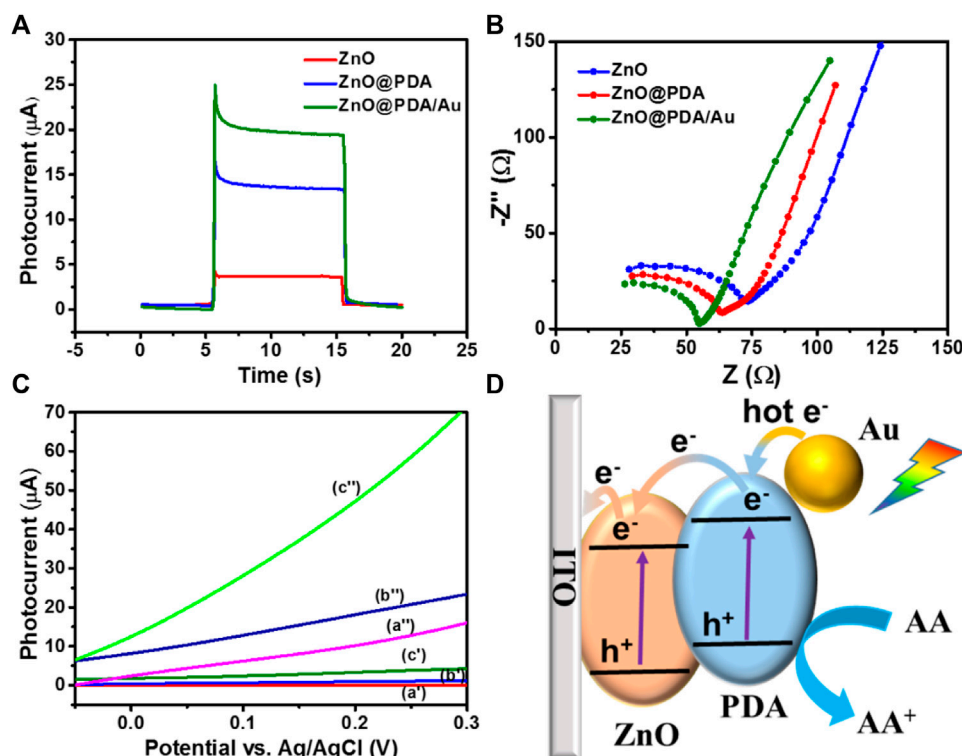 A
Photocurrent (μA)
30
25
20
15
10
5
0
-5
0
5
10
15
20
25
Time (s)
ZnO
ZnO@PDA
ZnO@PDA/Au
B
-Z'' (Ω)
150
100
50
0
0
25
50
75
100
125
150
Z (Ω)
ZnO
ZnO@PDA
ZnO@PDA/Au
C
Photocurrent (μA)
70
60
50
40
30
20
10
0
0.0
0.1
0.2
0.3
Potential vs. Ag/AgCl (V)
(c'')
(b'')
(a'')
(c')
(b')
(a')
D
hot e-
Au
e-
e-
e-
e-
ITO
h+
h+
AA
PDA
ZnO
AA+